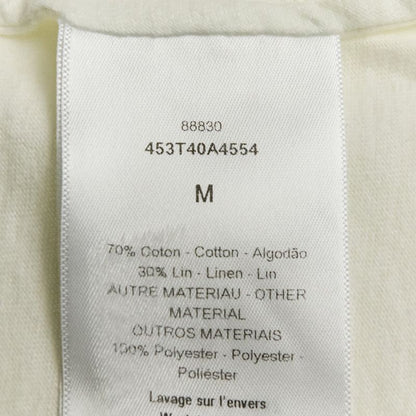 88830
453T40A4554
M
70% Coton - Cotton - Algodão
30% Lin - Linen - Lin
AUTRE MATERIAU - OTHER
MATERIAL
OUTROS MATERIAIS
100% Polyester - Polyester -
Poliéster
Lavage sur l'envers